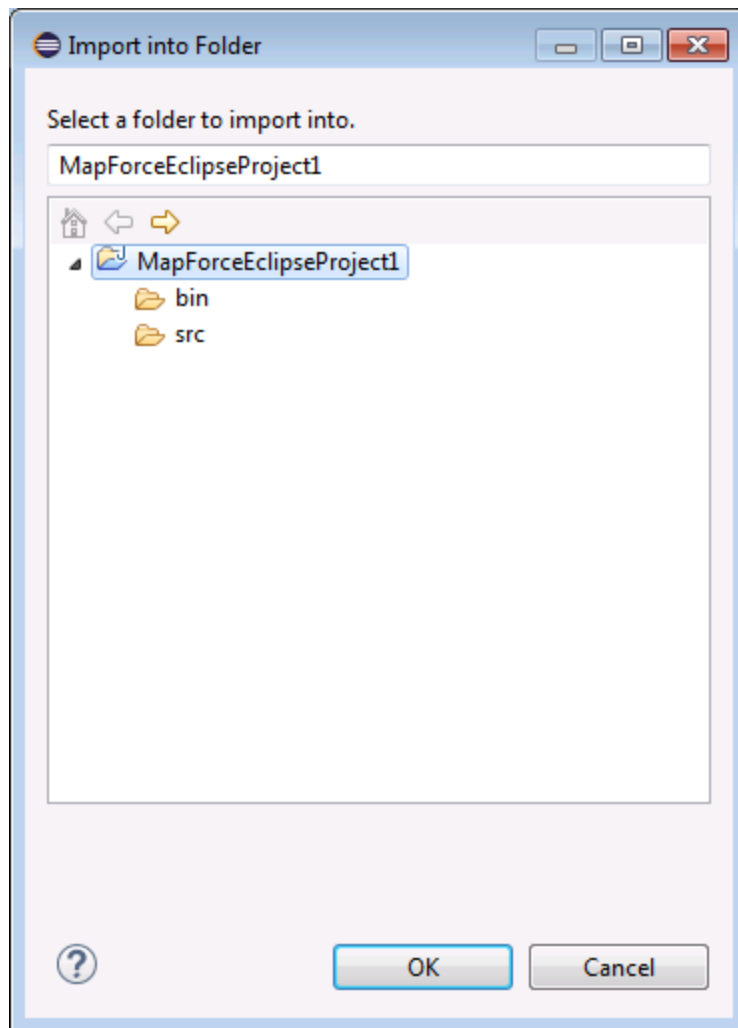 Import into Folder
Select a folder to import into.
MapForceEclipseProject1
MapForceEclipseProject1
bin
src
OK
Cancel